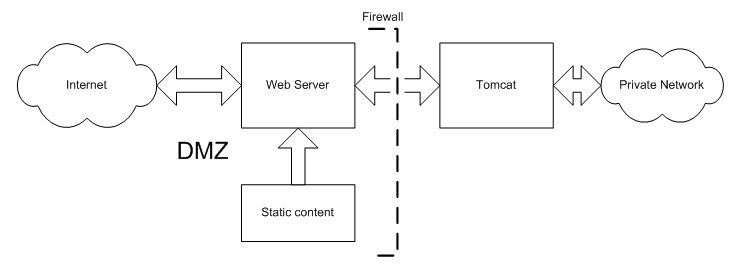 Firewall
Internet
Web Server
Tomcat
Private Network
DMZ
Static content